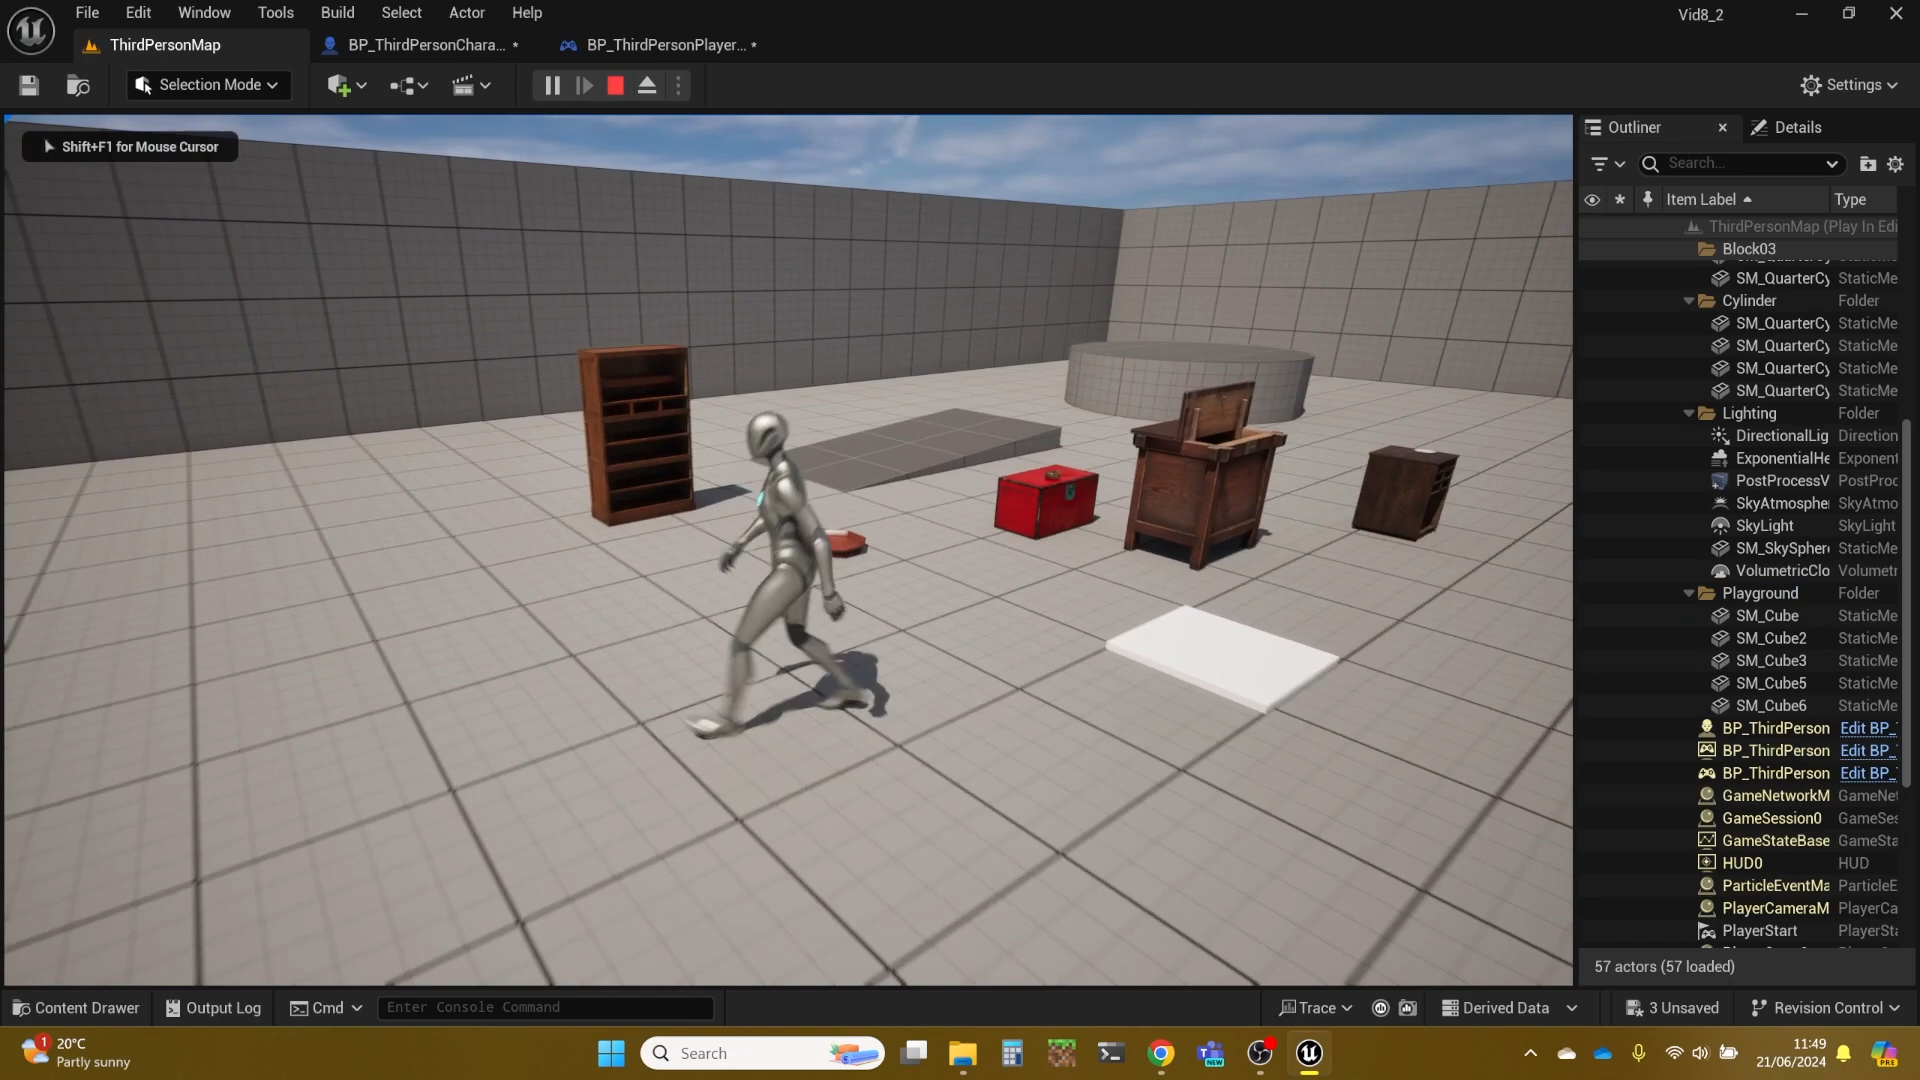 File Edit Window Tools Build Select Actor Help
Vid8_2
ThirdPersonMap
BP_ThirdPersonChara... *
BP_ThirdPersonPlayer... *
Selection Mode
Settings
Shift+F1 for Mouse Cursor
Outliner
Details
Search...
Item Label
Type
ThirdPersonMap (Play In Edi
Block03
SM_QuarterCy StaticMe
Cylinder Folder
SM_QuarterCy StaticMe
SM_QuarterCy StaticMe
SM_QuarterCy StaticMe
SM_QuarterCy StaticMe
Lighting Folder
DirectionalLig Direction
ExponentialHe Exponent
PostProcessV PostProc
SkyAtmosphe SkyAtmo
SkyLight SkyLight
SM_SkySphere StaticMe
VolumetricClo Volumetr
Playground Folder
SM_Cube StaticMe
SM_Cube2 StaticMe
SM_Cube3 StaticMe
SM_Cube5 StaticMe
SM_Cube6 StaticMe
BP_ThirdPerson Edit BP_
BP_ThirdPerson Edit BP_
BP_ThirdPerson Edit BP_
GameNetworkM GameNet
GameSession0 GameSes
GameStateBase GameSta
HUD0 HUD
ParticleEventMa ParticleE
PlayerCameraM PlayerCa
PlayerStart PlayerSta
57 actors (57 loaded)
Content Drawer
Output Log
Cmd
Enter Console Command
Trace
Derived Data
3 Unsaved
Revision Control
1
20°C
Partly sunny
Search
NEW
11:49
21/06/2024
PRE